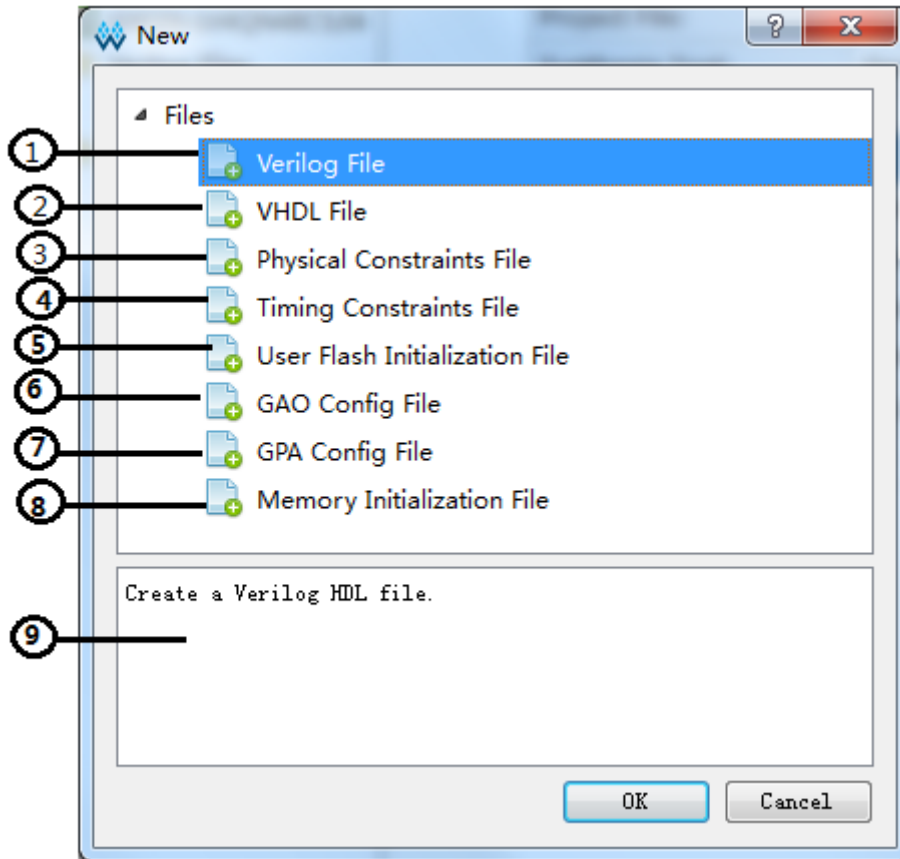 New
Files
1 Verilog File
2 VHDL File
3 Physical Constraints File
4 Timing Constraints File
5 User Flash Initialization File
6 GAO Config File
7 GPA Config File
8 Memory Initialization File
Create a Verilog HDL file.
9
OK Cancel